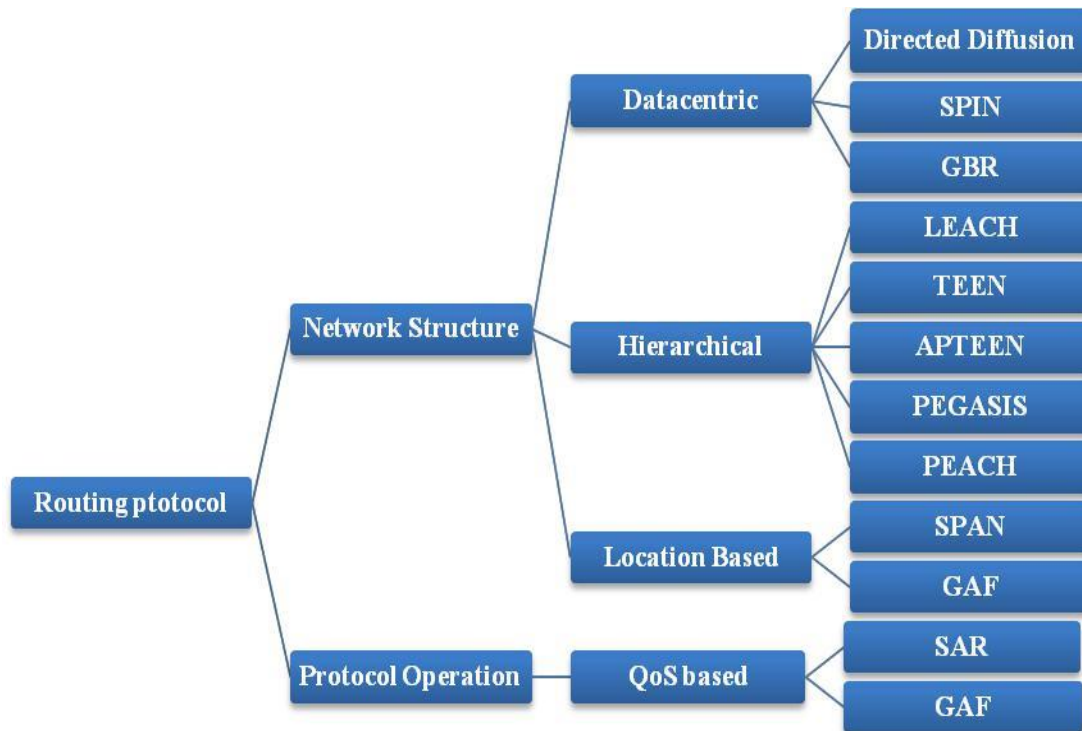 Routing ptotocol
Network Structure
Protocol Operation
Datacentric
Hierarchical
Location Based
QoS based
Directed Diffusion
SPIN
GBR
LEACH
TEEN
APTEEN
PEGASIS
PEACH
SPAN
GAF
SAR
GAF